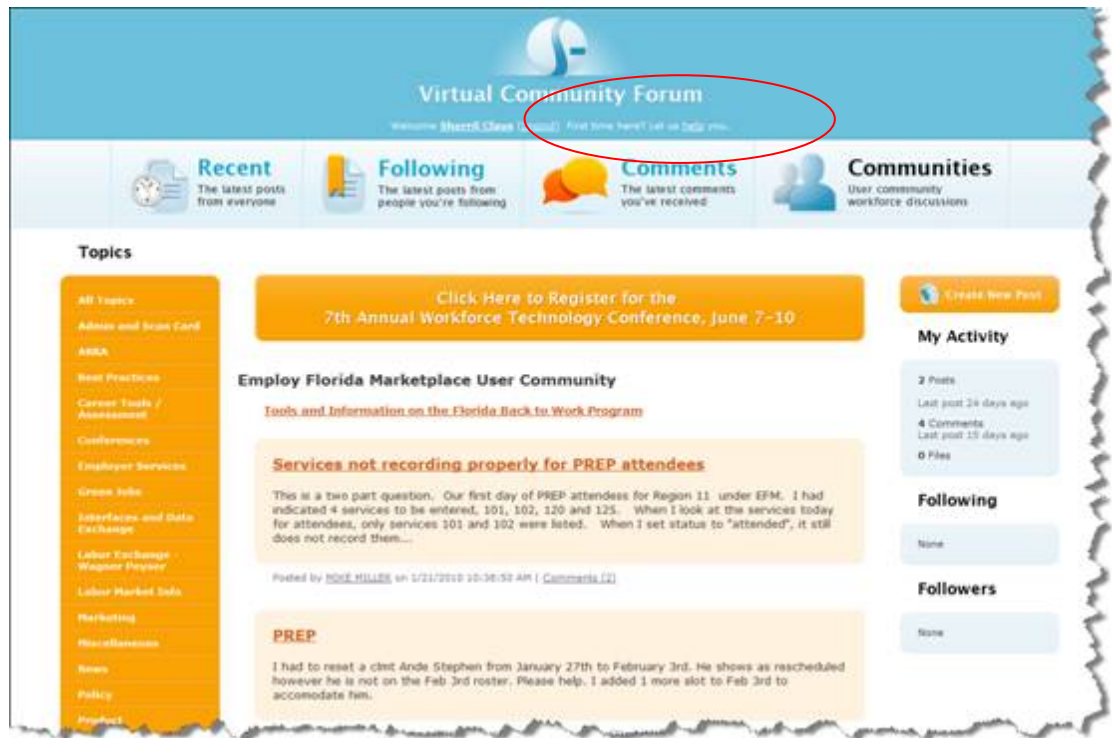 Virtual Community Forum
Welcome Sherril Claus (logout) First time here? Let us help you.
Recent
The latest posts
from everyone
Following
The latest posts from
people you're following
Comments
The latest comments
you've received
Communities
User community
workforce discussions
Topics
All Topics
Admin and Scan Card
ARRA
Best Practices
Career Tools /
Assessment
Conferences
Employer Services
Green Jobs
Interfaces and Data
Exchange
Labor Exchange
Wagner Peyser
Labor Market Info
Marketing
Miscellaneous
News
Policy
Product
Click Here to Register for the
7th Annual Workforce Technology Conference, June 7-10
Employ Florida Marketplace User Community
Tools and Information on the Florida Back to Work Program
Services not recording properly for PREP attendees
This is a two part question. Our first day of PREP attendess for Region 11 under EFM. I had
indicated 4 services to be entered, 101, 102, 120 and 125. When I look at the services today
for attendees, only services 101 and 102 were listed. When I set status to "attended", it still
does not record them...
Posted by MIKE MILLER on 1/21/2010 10:36:50 AM | Comments (2)
PREP
I had to reset a clmt Ande Stephen from January 27th to February 3rd. He shows as rescheduled
however he is not on the Feb 3rd roster. Please help. I added 1 more slot to Feb 3rd to
accomodate him.
Create New Post
My Activity
2 Posts
Last post 24 days ago
4 Comments
Last post 15 days ago
0 Files
Following
None
Followers
None